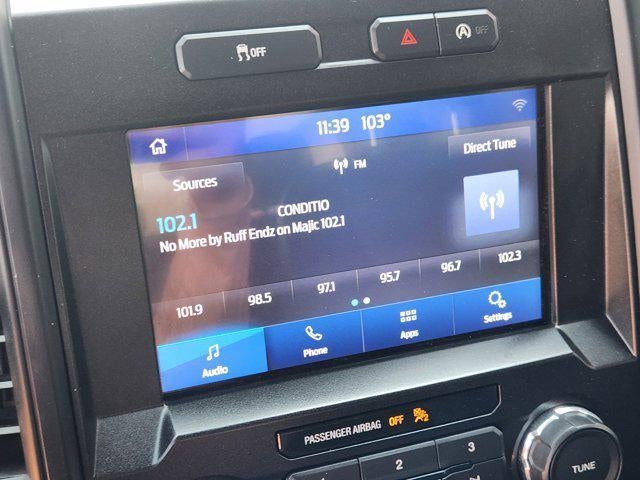 OFF
OFF
11:39 103°
FM
Direct Tune
Sources
102.1 CONDITIO
No More by Ruff Endz on Majic 102.1
101.9 98.5 97.1 95.7 96.7 102.3
Audio Phone Apps Settings
PASSENGER AIRBAG OFF 2
1 2 3
TUNE